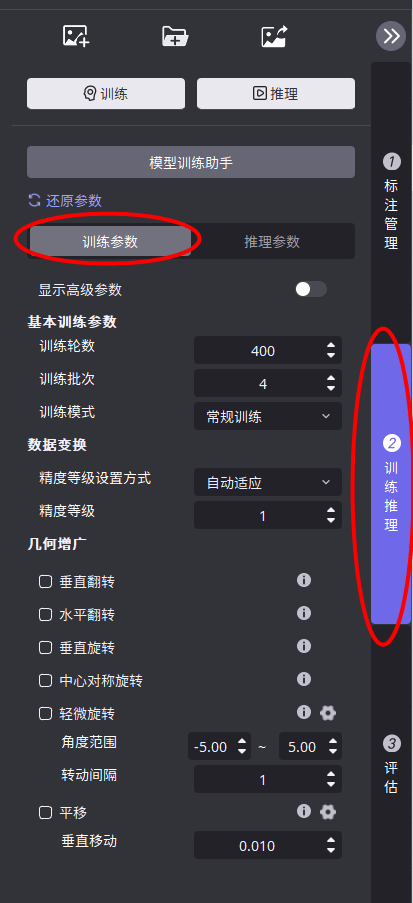 训练
推理
模型训练助手
还原参数
训练参数
推理参数
显示高级参数
基本训练参数
训练轮数
400
训练批次
4
训练模式
常规训练
数据变换
精度等级设置方式
自动适应
精度等级
1
几何增广
垂直翻转
水平翻转
垂直旋转
中心对称旋转
轻微旋转
角度范围
-5.00 ~ 5.00
转动间隔
1
平移
垂直移动
0.010
1
标注管理
2
训练推理
3
评估